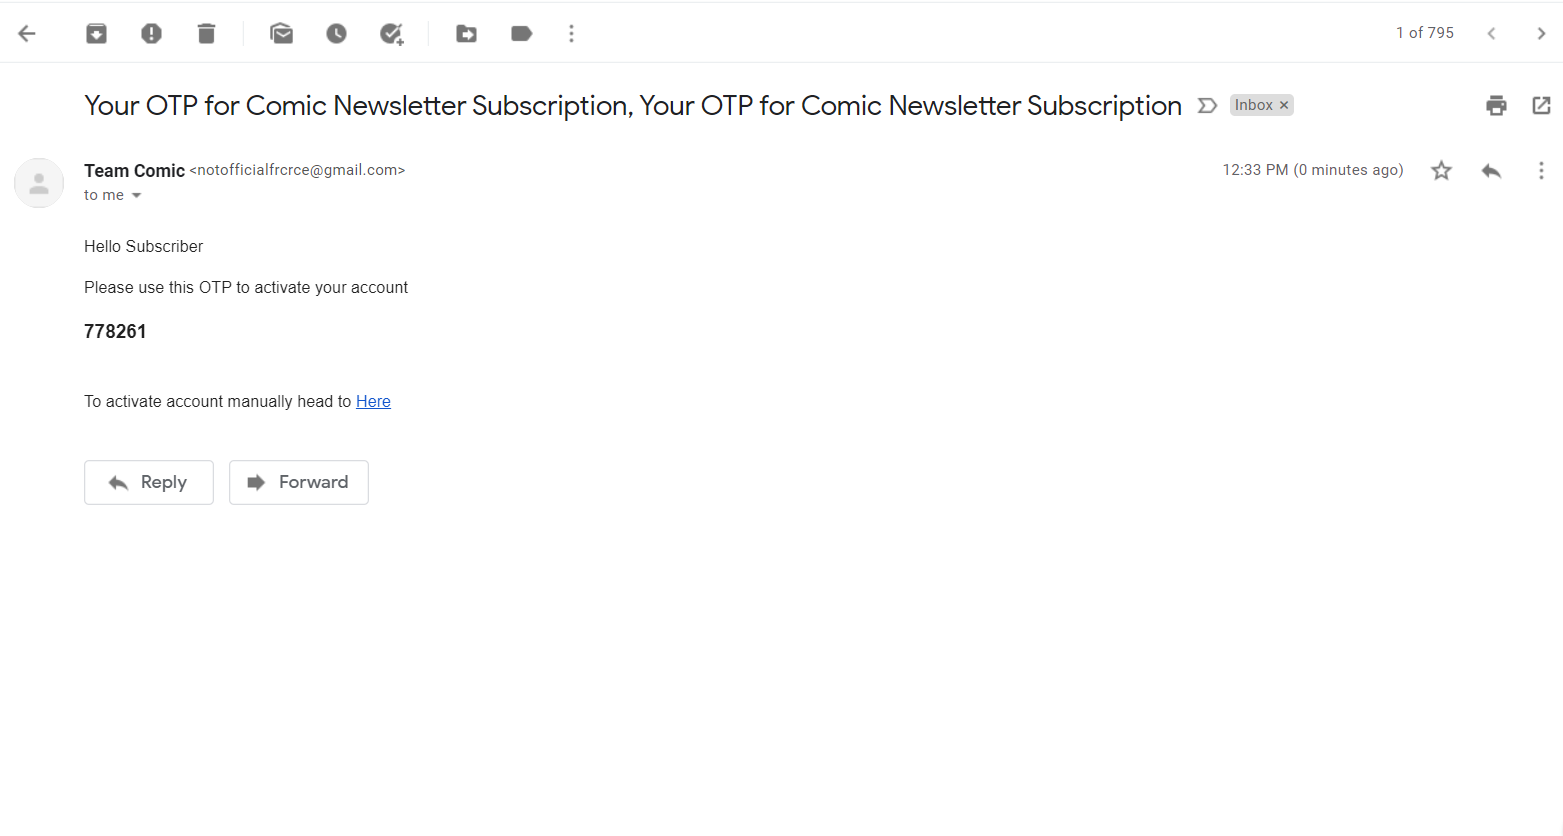 1 of 795
Your OTP for Comic Newsletter Subscription, Your OTP for Comic Newsletter Subscription Inbox ×
Team Comic <notofficialfrcrce@gmail.com> 12:33 PM (0 minutes ago)
to me
Hello Subscriber
Please use this OTP to activate your account
778261
To activate account manually head to Here
Reply Forward